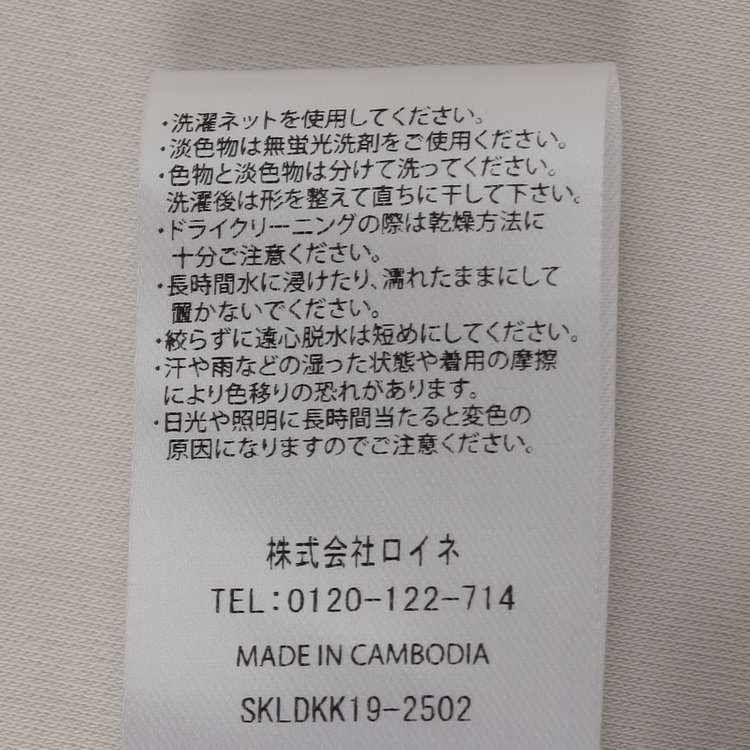 ・洗濯ネットを使用してください。
・淡色物は無蛍光洗剤をご使用ください。
・色物と淡色物は分けて洗ってください。
洗濯後は形を整えて直ちに干して下さい。
・ドライクリーニングの際は乾燥方法に
十分ご注意ください。
・長時間水に浸けたり、濡れたままにして
置かないでください。
・絞らずに遠心脱水は短めにしてください。
・汗や雨などの湿った状態や着用の摩擦
により色移りの恐れがあります。
・日光や照明に長時間当たると変色の
原因になりますのでご注意ください。
株式会社ロイネ
TEL:0120-122-714
MADE IN CAMBODIA
SKLDKK19-2502